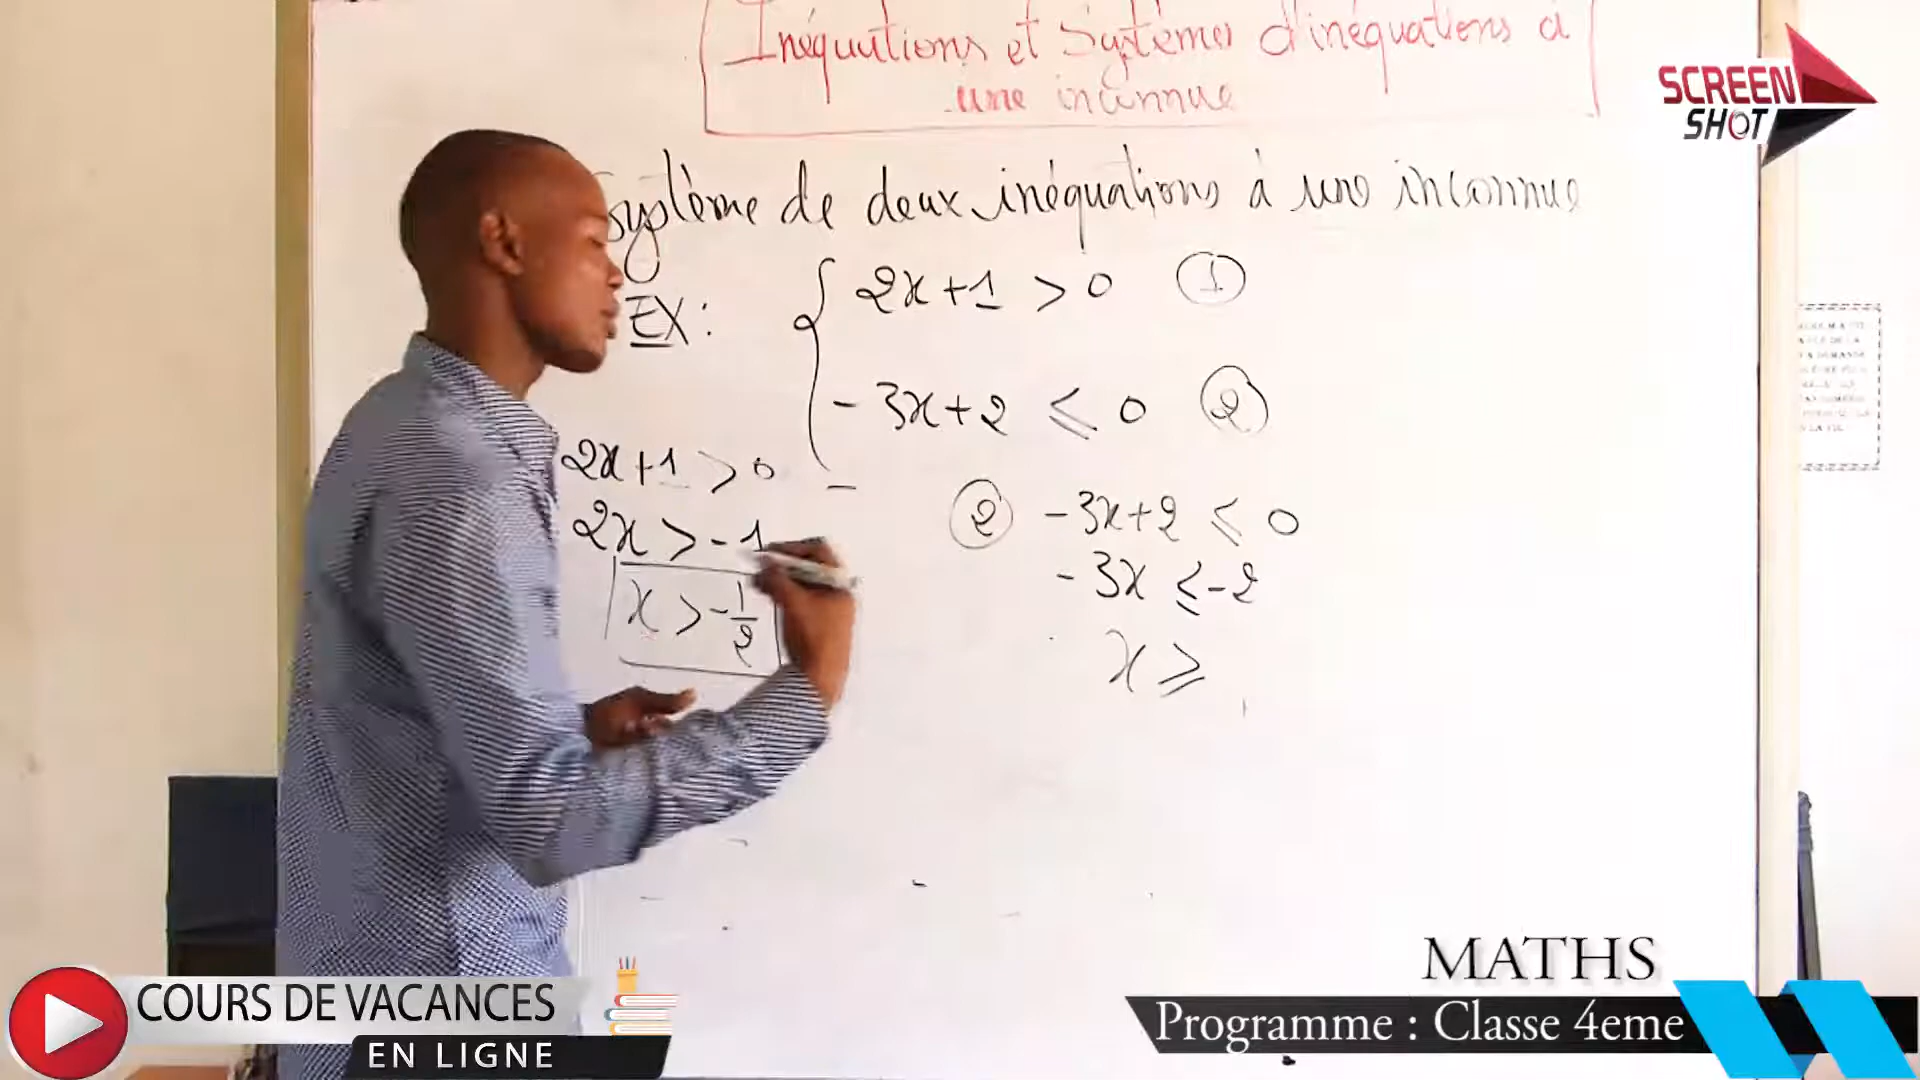 Inéquations et Systèmes d'inéquations à
une inconnue
SCREEN
SHOT
Système de deux inéquations à une inconnue
EX :
2x+1 > 0 ①
-3x+2 ⩽ 0 ②
2x+1 > 0
2x > -1
x > -1/2
② -3x+2 ⩽ 0
-3x ⩽ -2
x ⩾
MATHS
Programme : Classe 4eme
COURS DE VACANCES
EN LIGNE